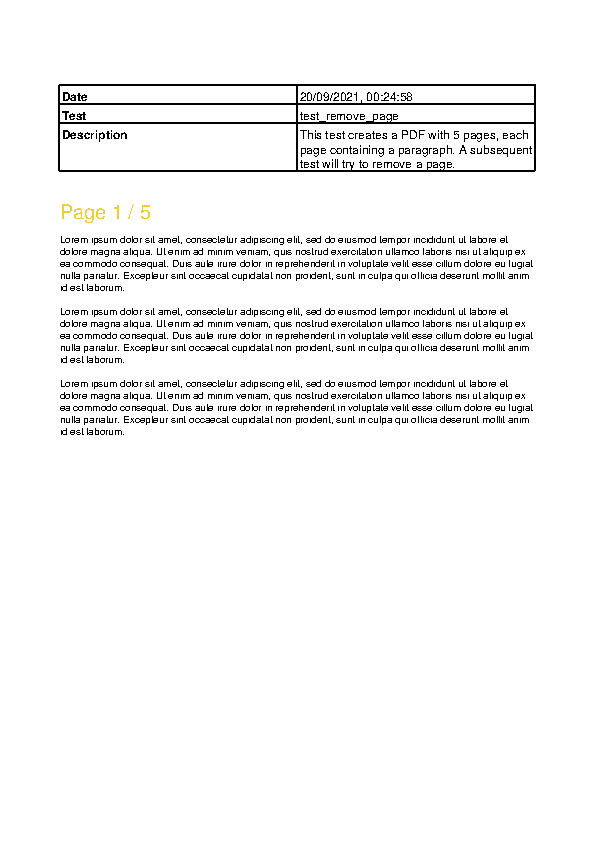 Date 20/09/2021, 00:24:58
Test test_remove_page
Description This test creates a PDF with 5 pages, each
page containing a paragraph. A subsequent
test will try to remove a page.
Page 1 / 5
Lorem ipsum dolor sit amet, consectetur adipiscing elit, sed do eiusmod tempor incididunt ut labore et
dolore magna aliqua. Ut enim ad minim veniam, quis nostrud exercitation ullamco laboris nisi ut aliquip ex
ea commodo consequat. Duis aute irure dolor in reprehenderit in voluptate velit esse cillum dolore eu fugiat
nulla pariatur. Excepteur sint occaecat cupidatat non proident, sunt in culpa qui officia deserunt mollit anim
id est laborum.
Lorem ipsum dolor sit amet, consectetur adipiscing elit, sed do eiusmod tempor incididunt ut labore et
dolore magna aliqua. Ut enim ad minim veniam, quis nostrud exercitation ullamco laboris nisi ut aliquip ex
ea commodo consequat. Duis aute irure dolor in reprehenderit in voluptate velit esse cillum dolore eu fugiat
nulla pariatur. Excepteur sint occaecat cupidatat non proident, sunt in culpa qui officia deserunt mollit anim
id est laborum.
Lorem ipsum dolor sit amet, consectetur adipiscing elit, sed do eiusmod tempor incididunt ut labore et
dolore magna aliqua. Ut enim ad minim veniam, quis nostrud exercitation ullamco laboris nisi ut aliquip ex
ea commodo consequat. Duis aute irure dolor in reprehenderit in voluptate velit esse cillum dolore eu fugiat
nulla pariatur. Excepteur sint occaecat cupidatat non proident, sunt in culpa qui officia deserunt mollit anim
id est laborum.